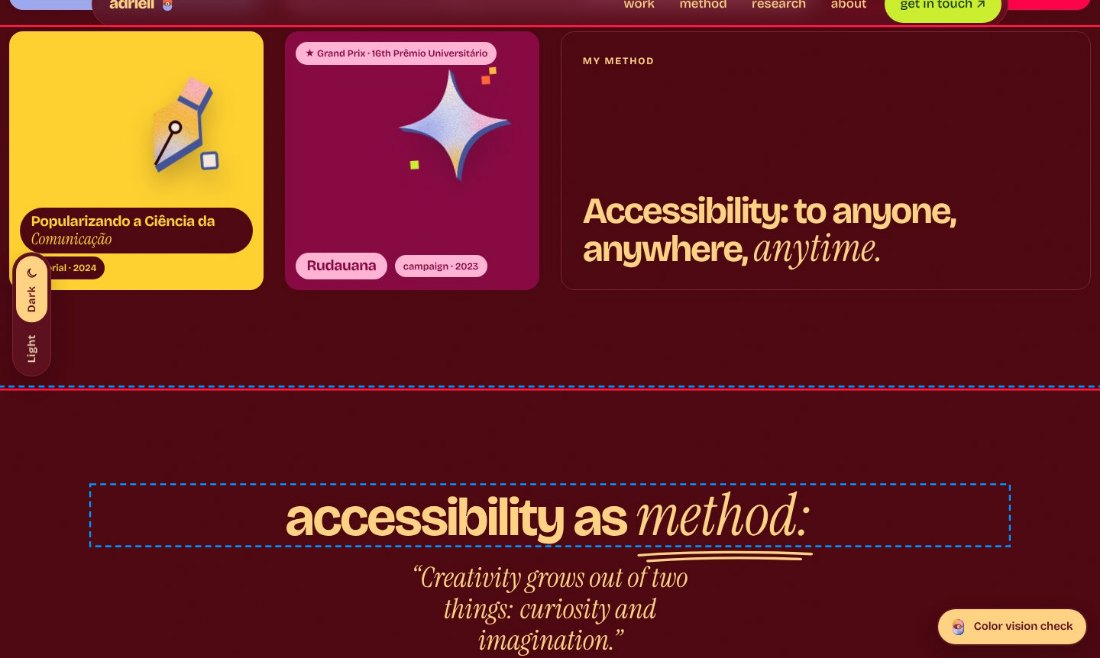 adriell
work method research about get in touch ↗
★ Grand Prix · 16th Prêmio Universitário
MY METHOD
Popularizando a Ciência da
Comunicação
rial · 2024
Rudauana
campaign · 2023
Accessibility: to anyone,
anywhere, anytime.
Dark
Light
accessibility as method:
“Creativity grows out of two
things: curiosity and
imagination.”
Color vision check